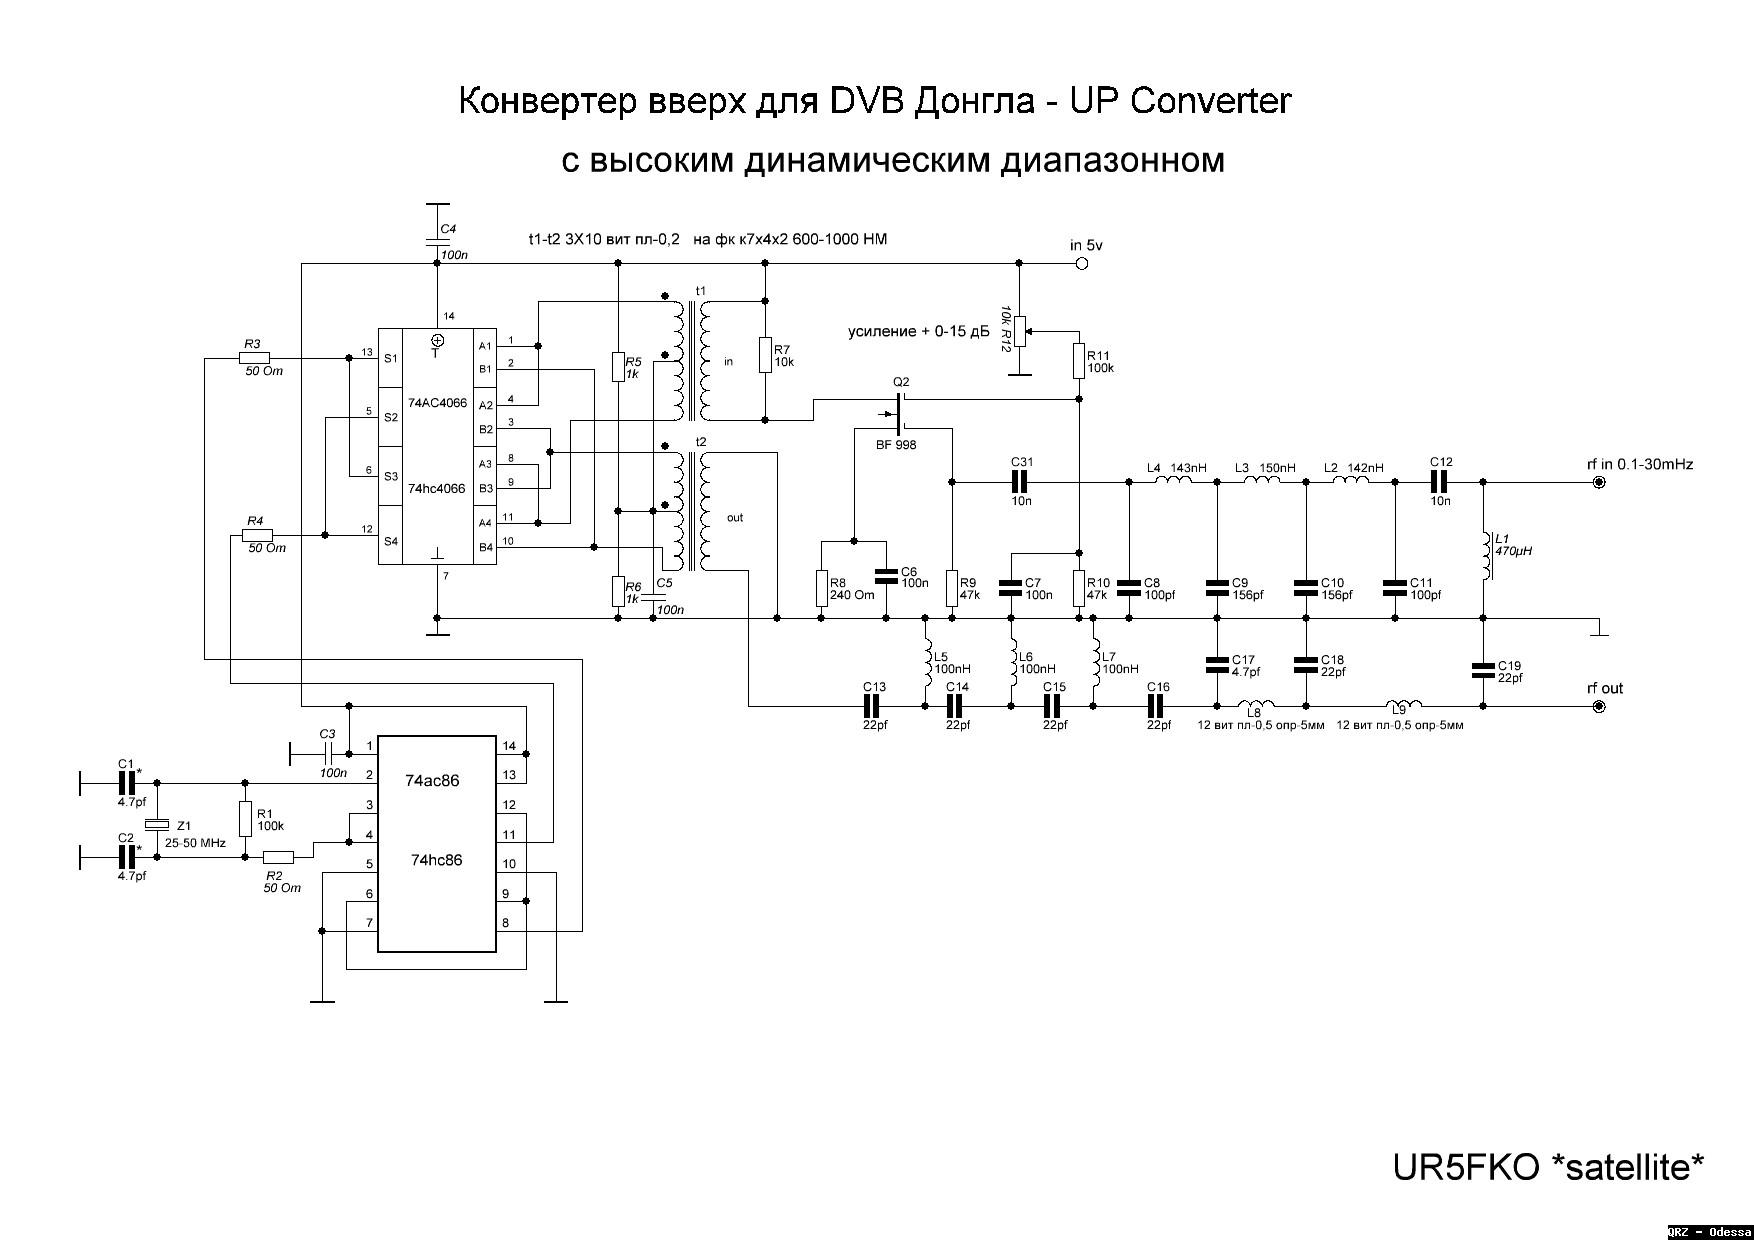 Конвертер вверх для DVB Донгла - UP Converter
с высоким динамическим диапазонном
C4
100n
t1-t2 3X10 вит пл-0,2 на фк к7х4х2 600-1000 НМ
in 5v
14
t1
R3
50 Om
13
S1
T
A1
1
B1
2
R5
1k
in
R7
10k
усиление + 0-15 дБ
10k R12
R11
100k
Q2
BF 998
5
S2
74AC4066
A2
4
B2
3
t2
6
S3
74hc4066
A3
8
B3
9
out
R4
50 Om
12
S4
A4
11
B4
10
7
R6
1k
C5
100n
R8
240 Om
C6
100n
R9
47k
C31
10n
C7
100n
R10
47k
L4 143nH
L3 150nH
L2 142nH
C12
10n
rf in 0.1-30mHz
L1
470µH
C8
100pf
C9
156pf
C10
156pf
C11
100pf
L5
100nH
L6
100nH
L7
100nH
C17
4.7pf
C18
22pf
C19
22pf
C13
22pf
C14
22pf
C15
22pf
C16
22pf
L8
12 вит пл-0,5 опр-5мм
L9
12 вит пл-0,5 опр-5мм
rf out
C3
100n
C1
*
4.7pf
C2
*
4.7pf
Z1
25-50 MHz
R1
100k
R2
50 Om
1
2
3
4
5
6
7
74ac86
74hc86
14
13
12
11
10
9
8
UR5FKO *satellite*
QRZ - Odessa